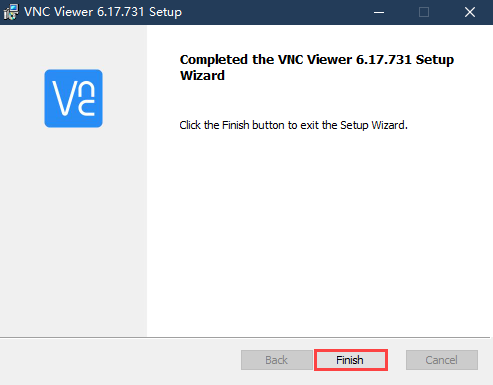 VNC Viewer 6.17.731 Setup
Completed the VNC Viewer 6.17.731 Setup
Wizard
Vnc
Click the Finish button to exit the Setup Wizard.
Back
Finish
Cancel